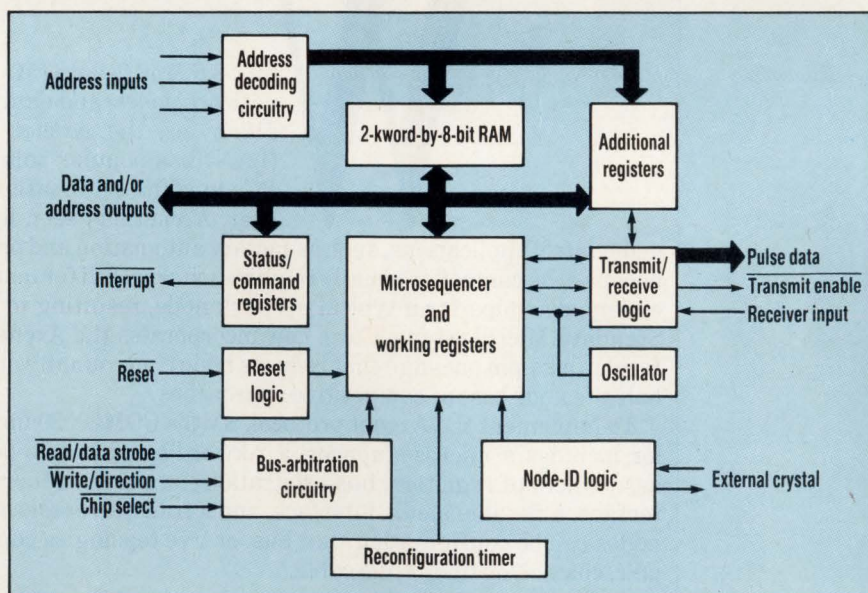 Address inputs
Address
decoding
circuitry
2-kword-by-8-bit RAM
Additional
registers
Data and/or
address outputs
Status/
command
registers
Microsequencer
and
working registers
Transmit/
receive logic
Pulse data
Transmit enable
Receiver input
Interrupt
Oscillator
Reset
Reset
logic
Read/data strobe
Write/direction
Chip select
Bus-arbitration
circuitry
Node-ID logic
External crystal
Reconfiguration timer